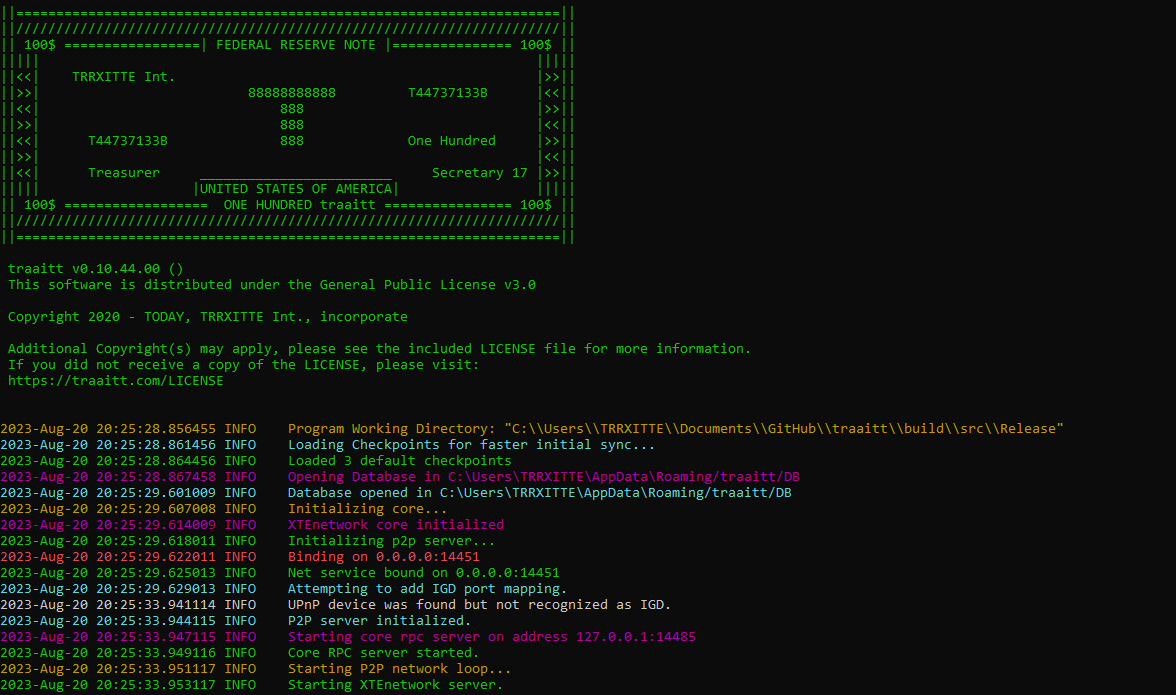 ||====================================================================||
||//////////////////////////////////////////////////////////////////// ||
|| 100$ =================| FEDERAL RESERVE NOTE |=============== 100$ ||
||||| |||||
||<<| TRRXITTE Int. |>>||
||>>| 88888888888 T44737133B |<<||
||<<| 888 |>>||
||>>| 888 |<<||
||<<| T44737133B 888 One Hundred |>>||
||>>| |<<||
||<<| Treasurer ________________________ Secretary 17 |>>||
||||| |UNITED STATES OF AMERICA| |||||
|| 100$ ================== ONE HUNDRED traaitt ================ 100$ ||
||////////////////////////////////////////////////////////////////////||
||====================================================================||
traaitt v0.10.44.00 ()
This software is distributed under the General Public License v3.0
Copyright 2020 - TODAY, TRRXITTE Int., incorporate
Additional Copyright(s) may apply, please see the included LICENSE file for more information.
If you did not receive a copy of the LICENSE, please visit:
https://traaitt.com/LICENSE
2023-Aug-20 20:25:28.856455 INFO Program Working Directory: "C:\\Users\\TRRXITTE\\Documents\\GitHub\\traaitt\\build\\src\\Release"
2023-Aug-20 20:25:28.861456 INFO Loading Checkpoints for faster initial sync...
2023-Aug-20 20:25:28.864456 INFO Loaded 3 default checkpoints
2023-Aug-20 20:25:28.867458 INFO Opening Database in C:\Users\TRRXITTE\AppData\Roaming/traaitt/DB
2023-Aug-20 20:25:29.601009 INFO Database opened in C:\Users\TRRXITTE\AppData\Roaming/traaitt/DB
2023-Aug-20 20:25:29.607008 INFO Initializing core...
2023-Aug-20 20:25:29.614009 INFO XTEnetwork core initialized
2023-Aug-20 20:25:29.618011 INFO Initializing p2p server...
2023-Aug-20 20:25:29.622011 INFO Binding on 0.0.0.0:14451
2023-Aug-20 20:25:29.625013 INFO Net service bound on 0.0.0.0:14451
2023-Aug-20 20:25:29.629013 INFO Attempting to add IGD port mapping.
2023-Aug-20 20:25:33.941114 INFO UPnP device was found but not recognized as IGD.
2023-Aug-20 20:25:33.944115 INFO P2P server initialized.
2023-Aug-20 20:25:33.947115 INFO Starting core rpc server on address 127.0.0.1:14485
2023-Aug-20 20:25:33.949116 INFO Core RPC server started.
2023-Aug-20 20:25:33.951117 INFO Starting P2P network loop...
2023-Aug-20 20:25:33.953117 INFO Starting XTEnetwork server.